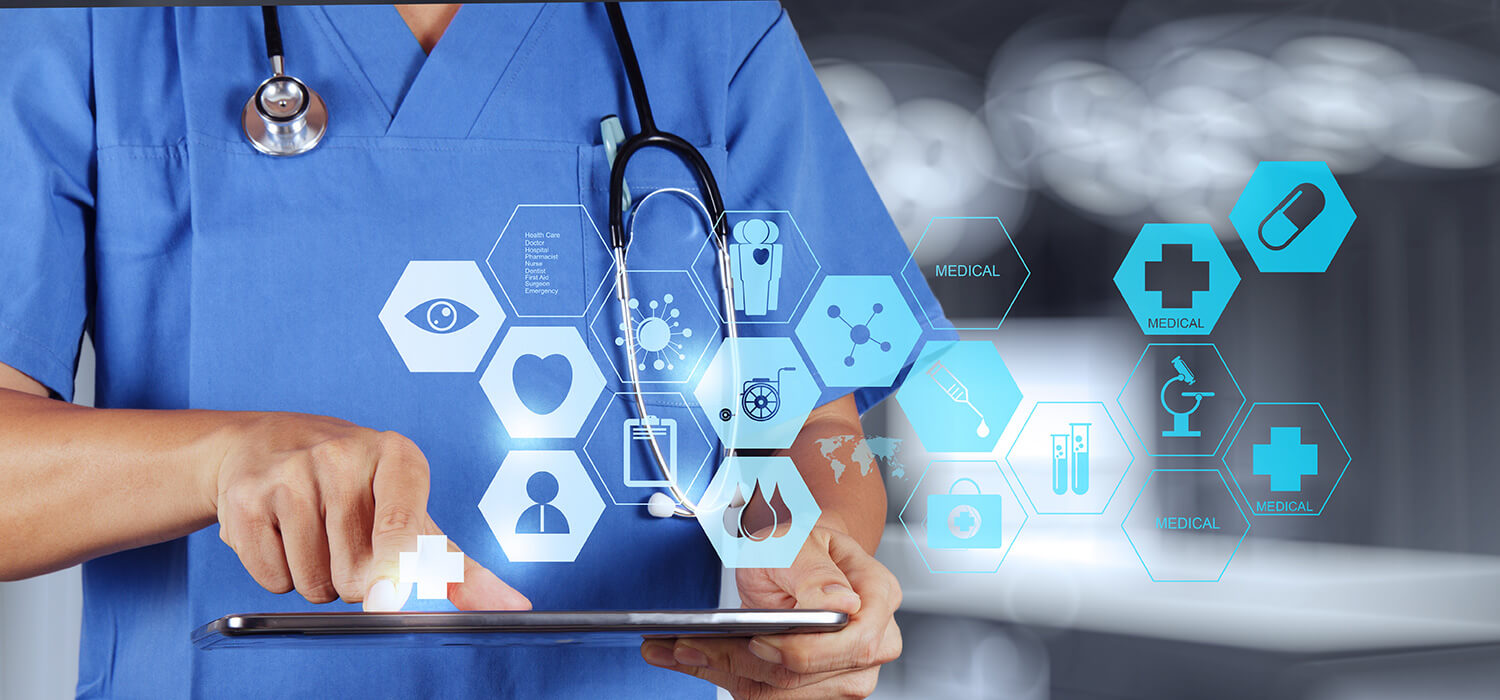 Health Care
Doctor
Hospital
Pharmacist
Nurse
Dentist
First Aid
Surgeon
Emergency
MEDICAL
MEDICAL
MEDICAL
MEDICAL